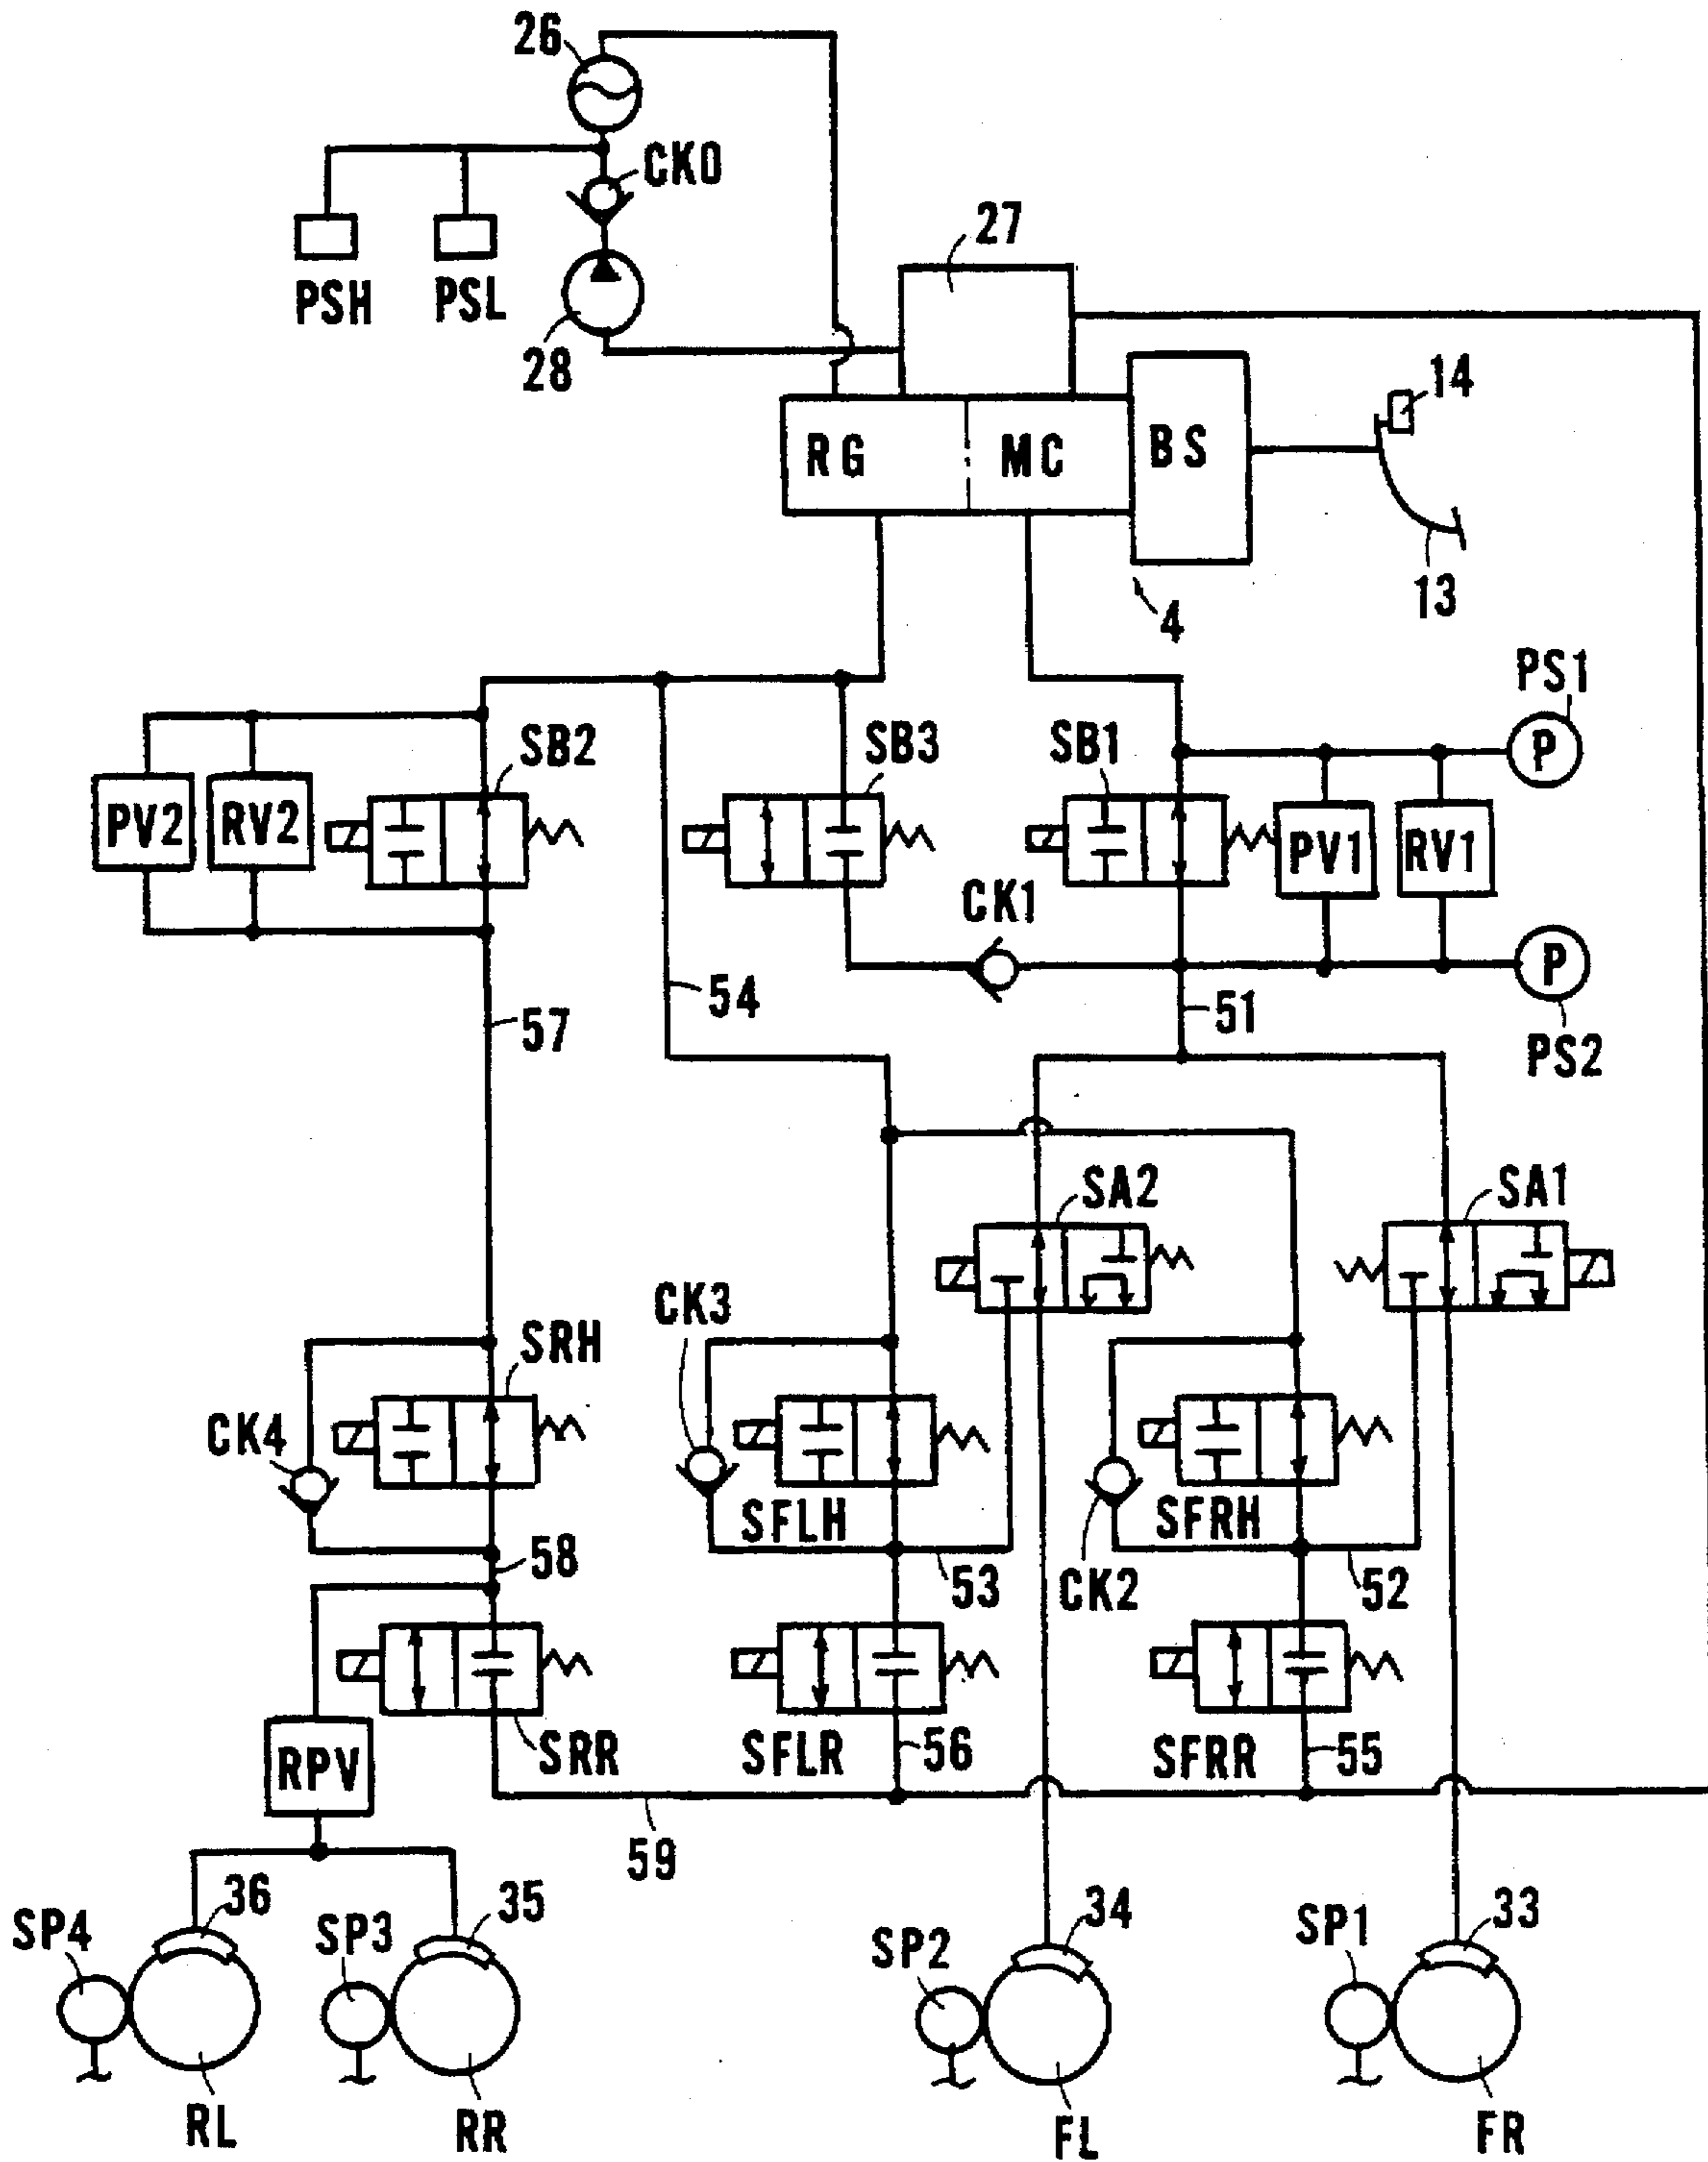 26
CK0
PSH
PSL
28
27
RG
MC
BS
14
13
4
PS1
P
SB2
SB3
SB1
PV2
RV2
PV1
RV1
CK1
P
PS2
54
51
57
SA2
SA1
CK3
SRH
CK4
SFLH
SFRH
58
53
CK2
52
SRR
SFLR
56
SFRR
55
RPV
59
36
35
34
33
SP4
SP3
SP2
SP1
RL
RR
FL
FR